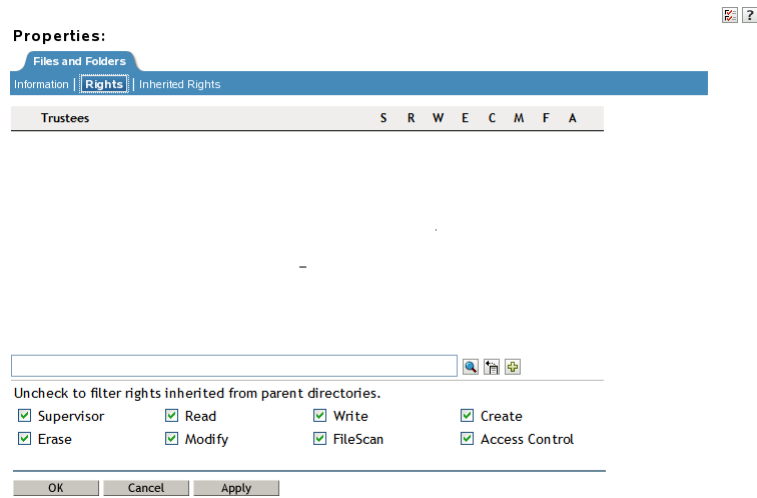 ?
Properties:
Files and Folders
Information | Rights | Inherited Rights
Trustees S R W E C M F A
Uncheck to filter rights inherited from parent directories.
Supervisor Read Write Create
Erase Modify FileScan Access Control
OK Cancel Apply